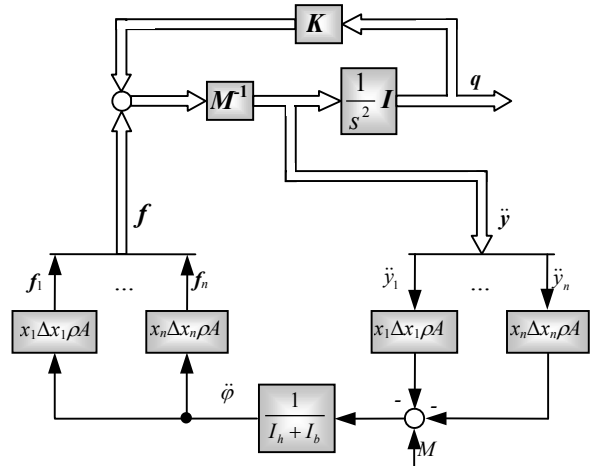 K
M⁻¹
1/s² I
q
f
ÿ
f₁ ... fₙ
ÿ₁ ... ÿₙ
x₁Δx₁ρA
xₙΔxₙρA
x₁Δx₁ρA
xₙΔxₙρA
φ̈
1/(I_h + I_b)
- -
M